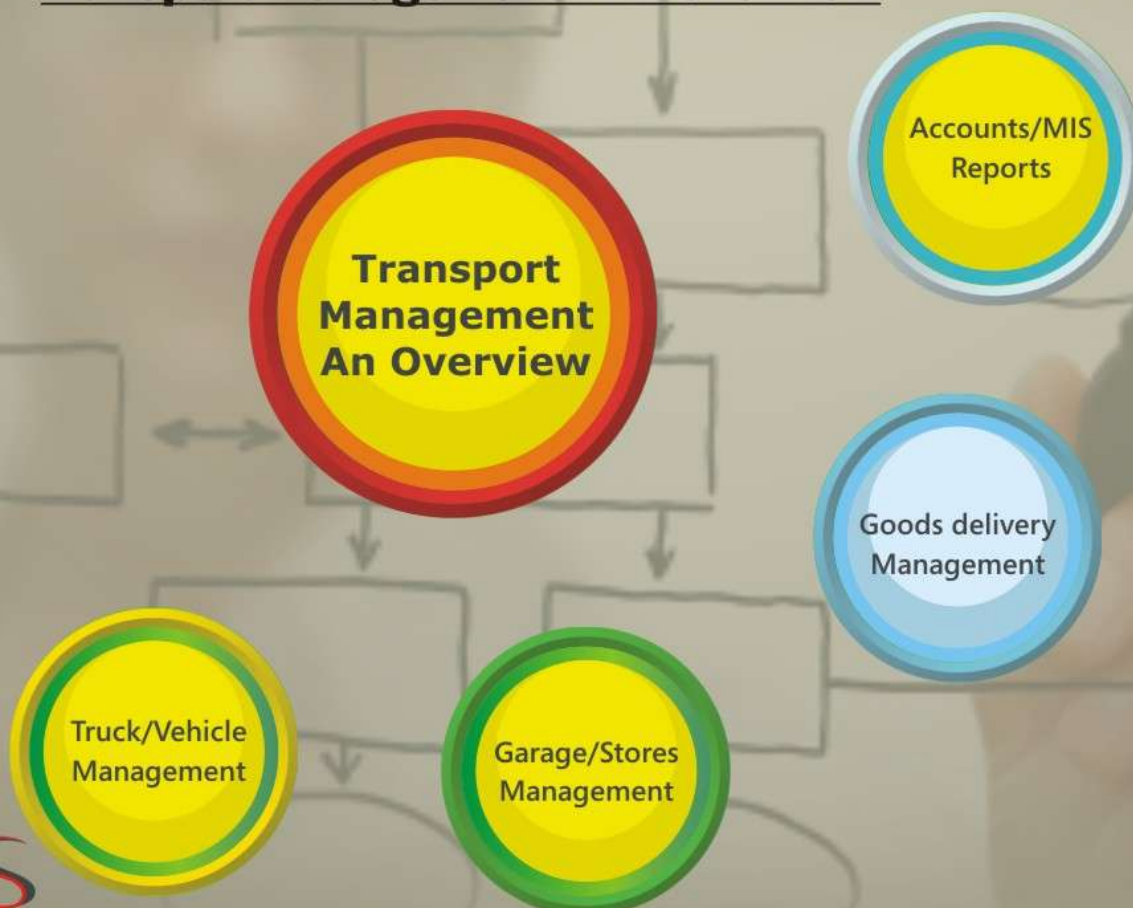 Transport
Management
An Overview
Accounts/MIS
Reports
Goods delivery
Management
Truck/Vehicle
Management
Garage/Stores
Management